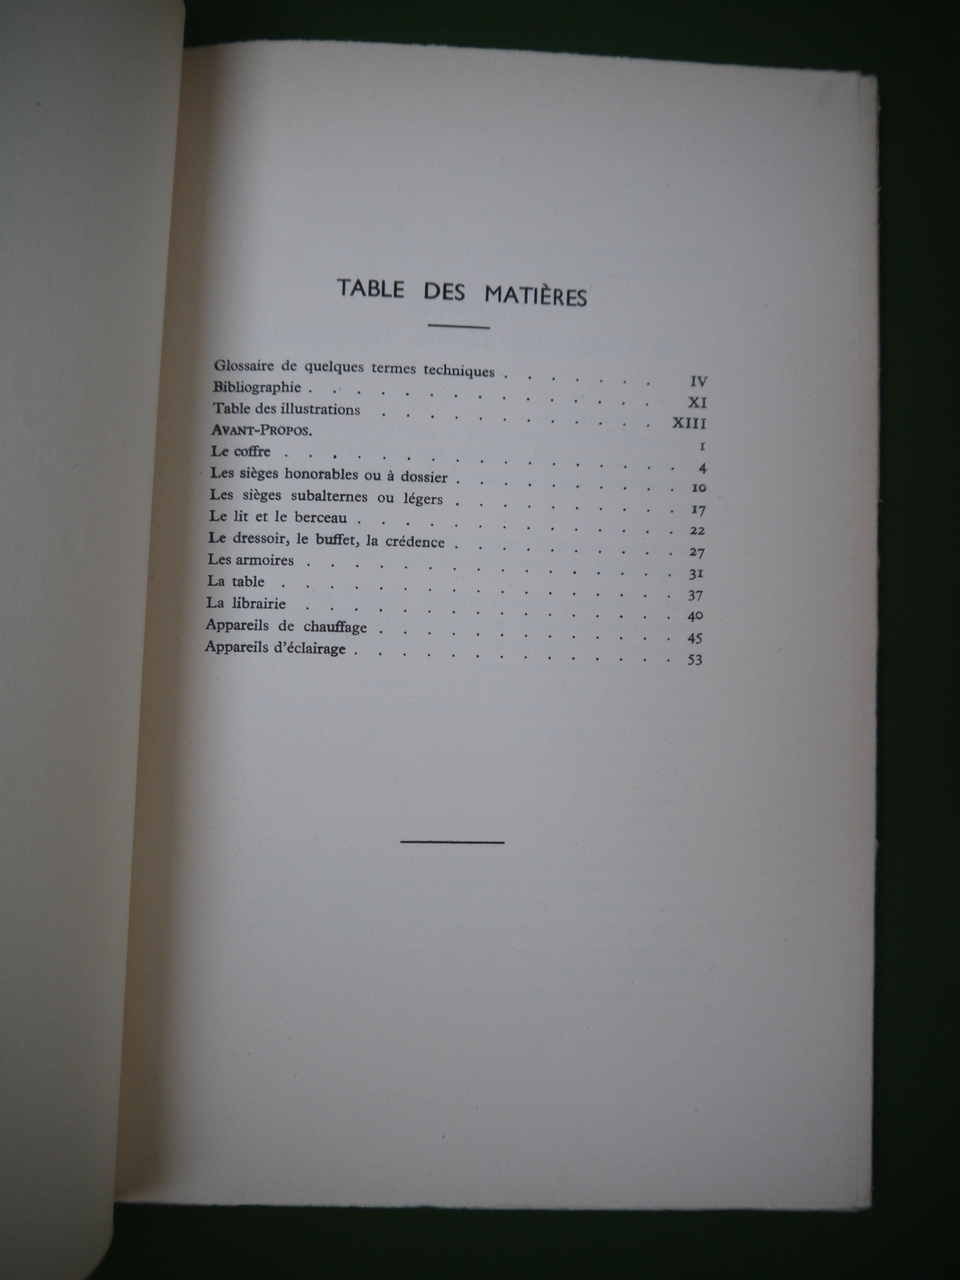 TABLE DES MATIÈRES
Glossaire de quelques termes techniques . . . . . . . IV
Bibliographie . . . . . . . . . . . . . . . XI
Table des illustrations . . . . . . . . . . . . XIII
AVANT-PROPOS. 1
Le coffre . . . . . . . . . . . . . . . . . 4
Les sièges honorables ou à dossier . . . . . . . . . . 10
Les sièges subalternes ou légers . . . . . . . . . . 17
Le lit et le berceau . . . . . . . . . . . . . . 22
Le dressoir, le buffet, la crédence . . . . . . . . . . 27
Les armoires . . . . . . . . . . . . . . . . 31
La table . . . . . . . . . . . . . . . . . 37
La librairie . . . . . . . . . . . . . . . . 40
Appareils de chauffage . . . . . . . . . . . . . 45
Appareils d'éclairage . . . . . . . . . . . . . . 53